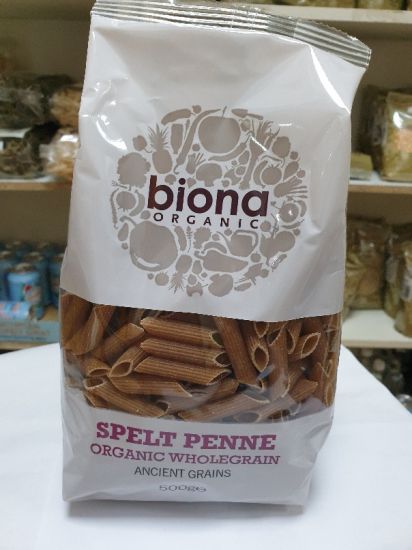 biona
ORGANIC
SPELT PENNE
ORGANIC WHOLEGRAIN
ANCIENT GRAINS
500g℮